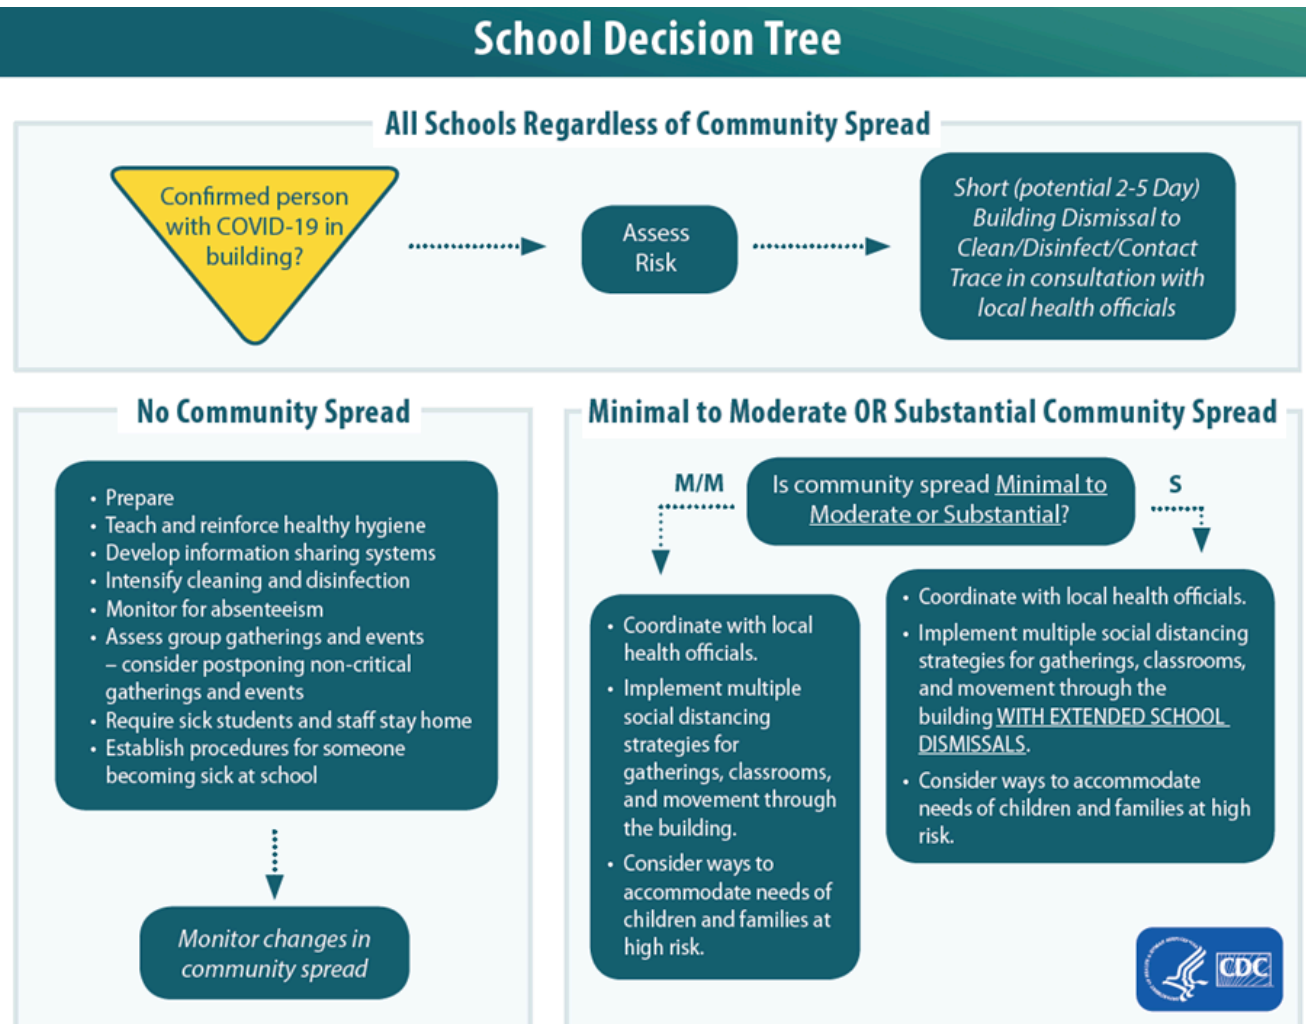 School Decision Tree
All Schools Regardless of Community Spread
Confirmed person
with COVID-19 in
building?
Assess
Risk
Short (potential 2-5 Day)
Building Dismissal to
Clean/Disinfect/Contact
Trace in consultation with
local health officials
No Community Spread
• Prepare
• Teach and reinforce healthy hygiene
• Develop information sharing systems
• Intensify cleaning and disinfection
• Monitor for absenteeism
• Assess group gatherings and events
– consider postponing non-critical
gatherings and events
• Require sick students and staff stay home
• Establish procedures for someone
becoming sick at school
Monitor changes in
community spread
Minimal to Moderate OR Substantial Community Spread
M/M
Is community spread Minimal to
Moderate or Substantial?
S
• Coordinate with local
health officials.
• Implement multiple
social distancing
strategies for
gatherings, classrooms,
and movement through
the building.
• Consider ways to
accommodate needs of
children and families at
high risk.
• Coordinate with local health officials.
• Implement multiple social distancing
strategies for gatherings, classrooms,
and movement through the
building WITH EXTENDED SCHOOL
DISMISSALS.
• Consider ways to accommodate
needs of children and families at high
risk.
CDC